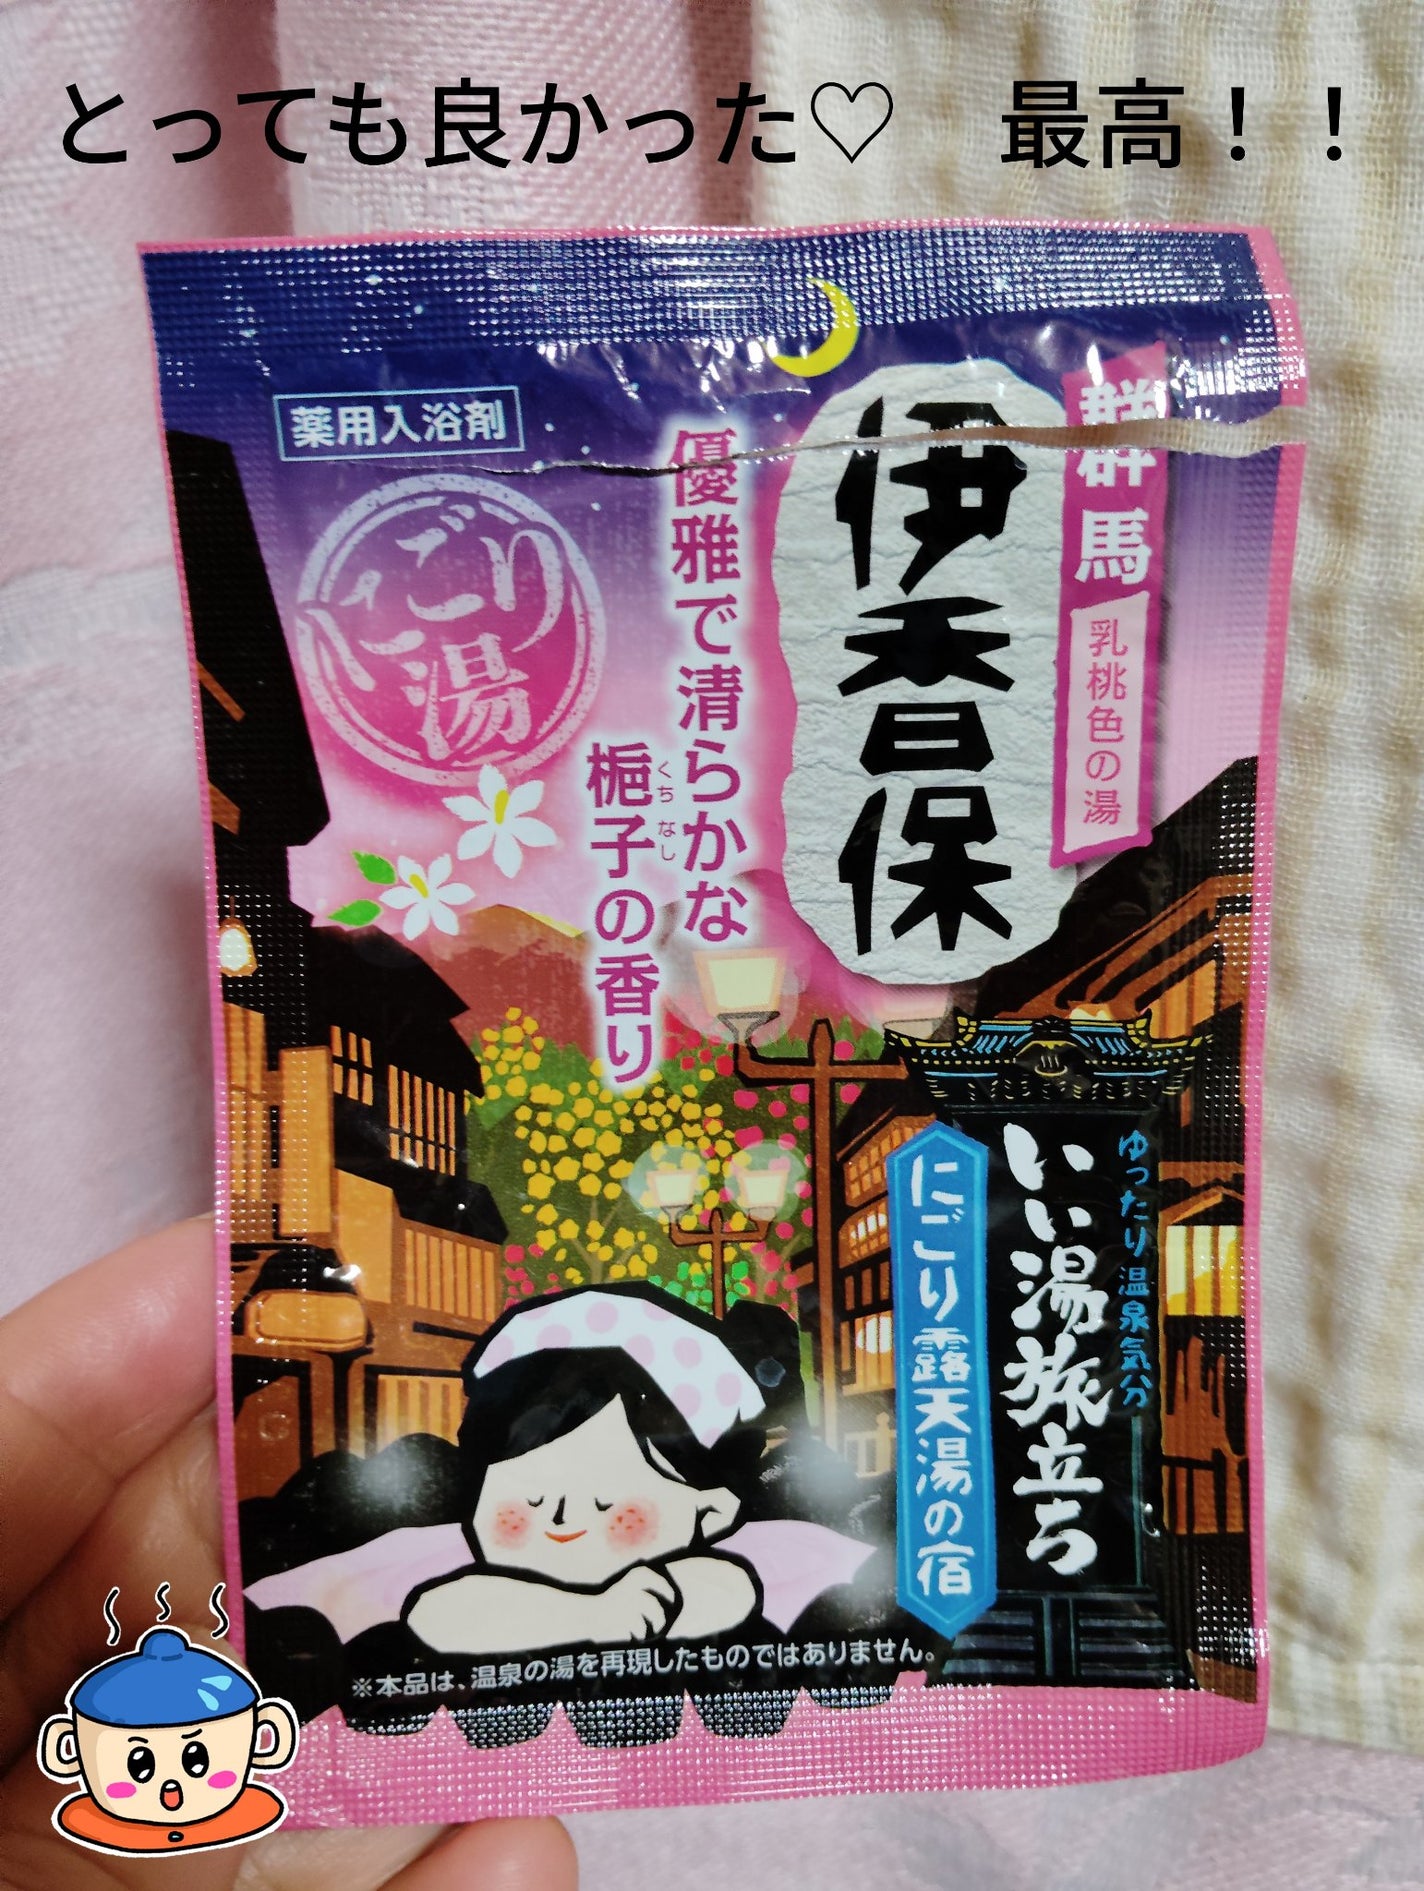 とっても良かった♡　最高！！
薬用入浴剤
にごり
湯
群馬
乳桃色の湯
伊香保
優雅で清らかな
梔子の香り
くちなし
ゆったり温泉気分
いい湯旅立ち
にごり露天湯の宿
※本品は、温泉の湯を再現したものではありません。